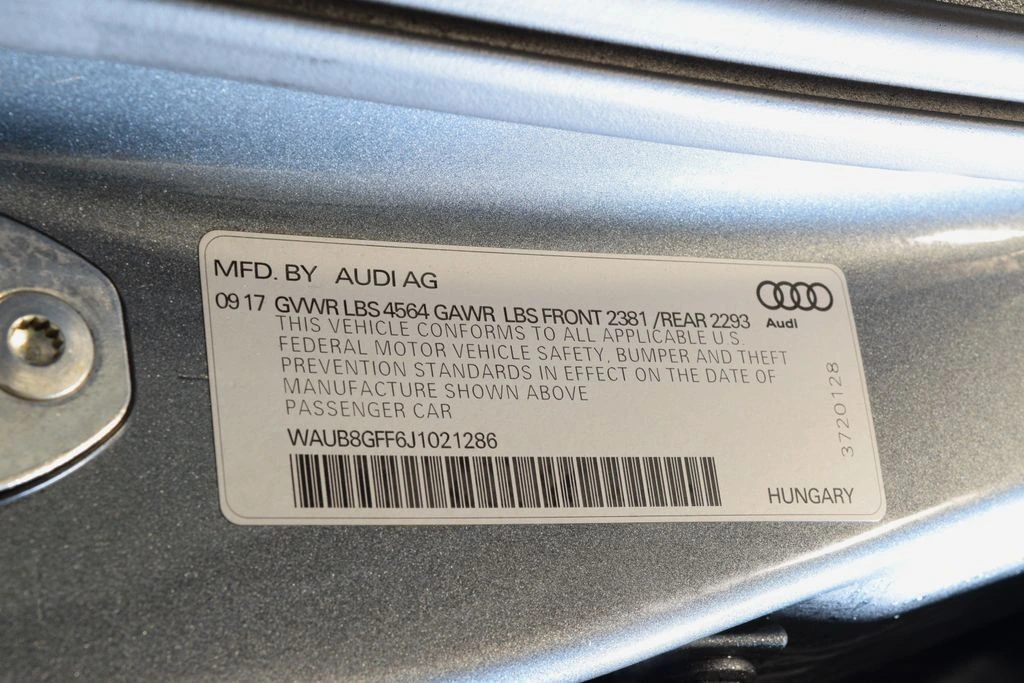 MFD. BY AUDI AG
09 17 GVWR LBS 4564 GAWR LBS FRONT 2381 /REAR 2293
THIS VEHICLE CONFORMS TO ALL APPLICABLE U.S.
FEDERAL MOTOR VEHICLE SAFETY, BUMPER AND THEFT
PREVENTION STANDARDS IN EFFECT ON THE DATE OF
MANUFACTURE SHOWN ABOVE
PASSENGER CAR
WAUB8GFF6J1021286
Audi
3720128
HUNGARY